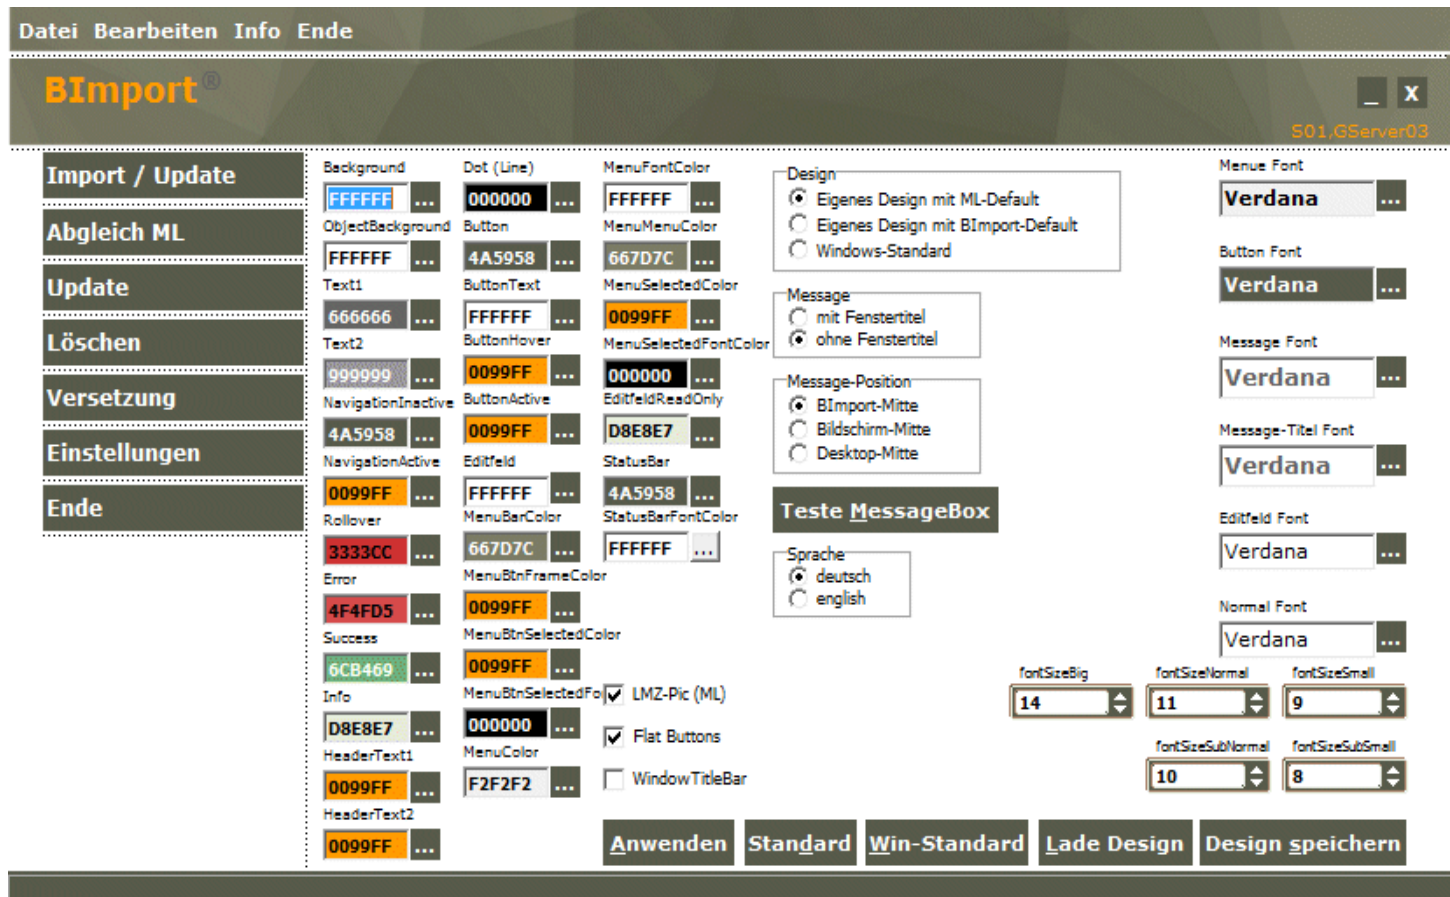 Datei Bearbeiten Info Ende
BImport®
_ X
S01,GServer03
Import / Update
Abgleich ML
Update
Löschen
Versetzung
Einstellungen
Ende
Background
FFFFFF ...
ObjectBackground
FFFFFF ...
Text1
666666 ...
Text2
999999 ...
NavigationInactive
4A5958 ...
NavigationActive
0099FF ...
Rollover
3333CC ...
Error
4F4FD5 ...
Success
6CB469 ...
Info
D8E8E7 ...
HeaderText1
0099FF ...
HeaderText2
0099FF ...
Dot (Line)
000000 ...
Button
4A5958 ...
ButtonText
FFFFFF ...
ButtonHover
0099FF ...
ButtonActive
0099FF ...
Editfeld
FFFFFF ...
MenuBarColor
667D7C ...
MenuBtnFrameColor
0099FF ...
MenuBtnSelectedColor
0099FF ...
MenuBtnSelectedFo
000000 ...
MenuColor
F2F2F2 ...
MenuFontColor
FFFFFF ...
MenuMenuColor
667D7C ...
MenuSelectedColor
0099FF ...
MenuSelectedFontColor
000000 ...
EditfeldReadOnly
D8E8E7 ...
StatusBar
4A5958 ...
StatusBarFontColor
FFFFFF ...
LMZ-Pic (ML)
Flat Buttons
WindowTitleBar
Design
Eigenes Design mit ML-Default
Eigenes Design mit BImport-Default
Windows-Standard
Message
mit Fenstertitel
ohne Fenstertitel
Message-Position
BImport-Mitte
Bildschirm-Mitte
Desktop-Mitte
Teste MessageBox
Sprache
deutsch
english
Menue Font
Verdana ...
Button Font
Verdana ...
Message Font
Verdana ...
Message-Titel Font
Verdana ...
Editfeld Font
Verdana ...
Normal Font
Verdana ...
fontSizeBig fontSizeNormal fontSizeSmall
14 11 9
fontSizeSubNormal fontSizeSubSmall
10 8
Anwenden Standard Win-Standard Lade Design Design speichern